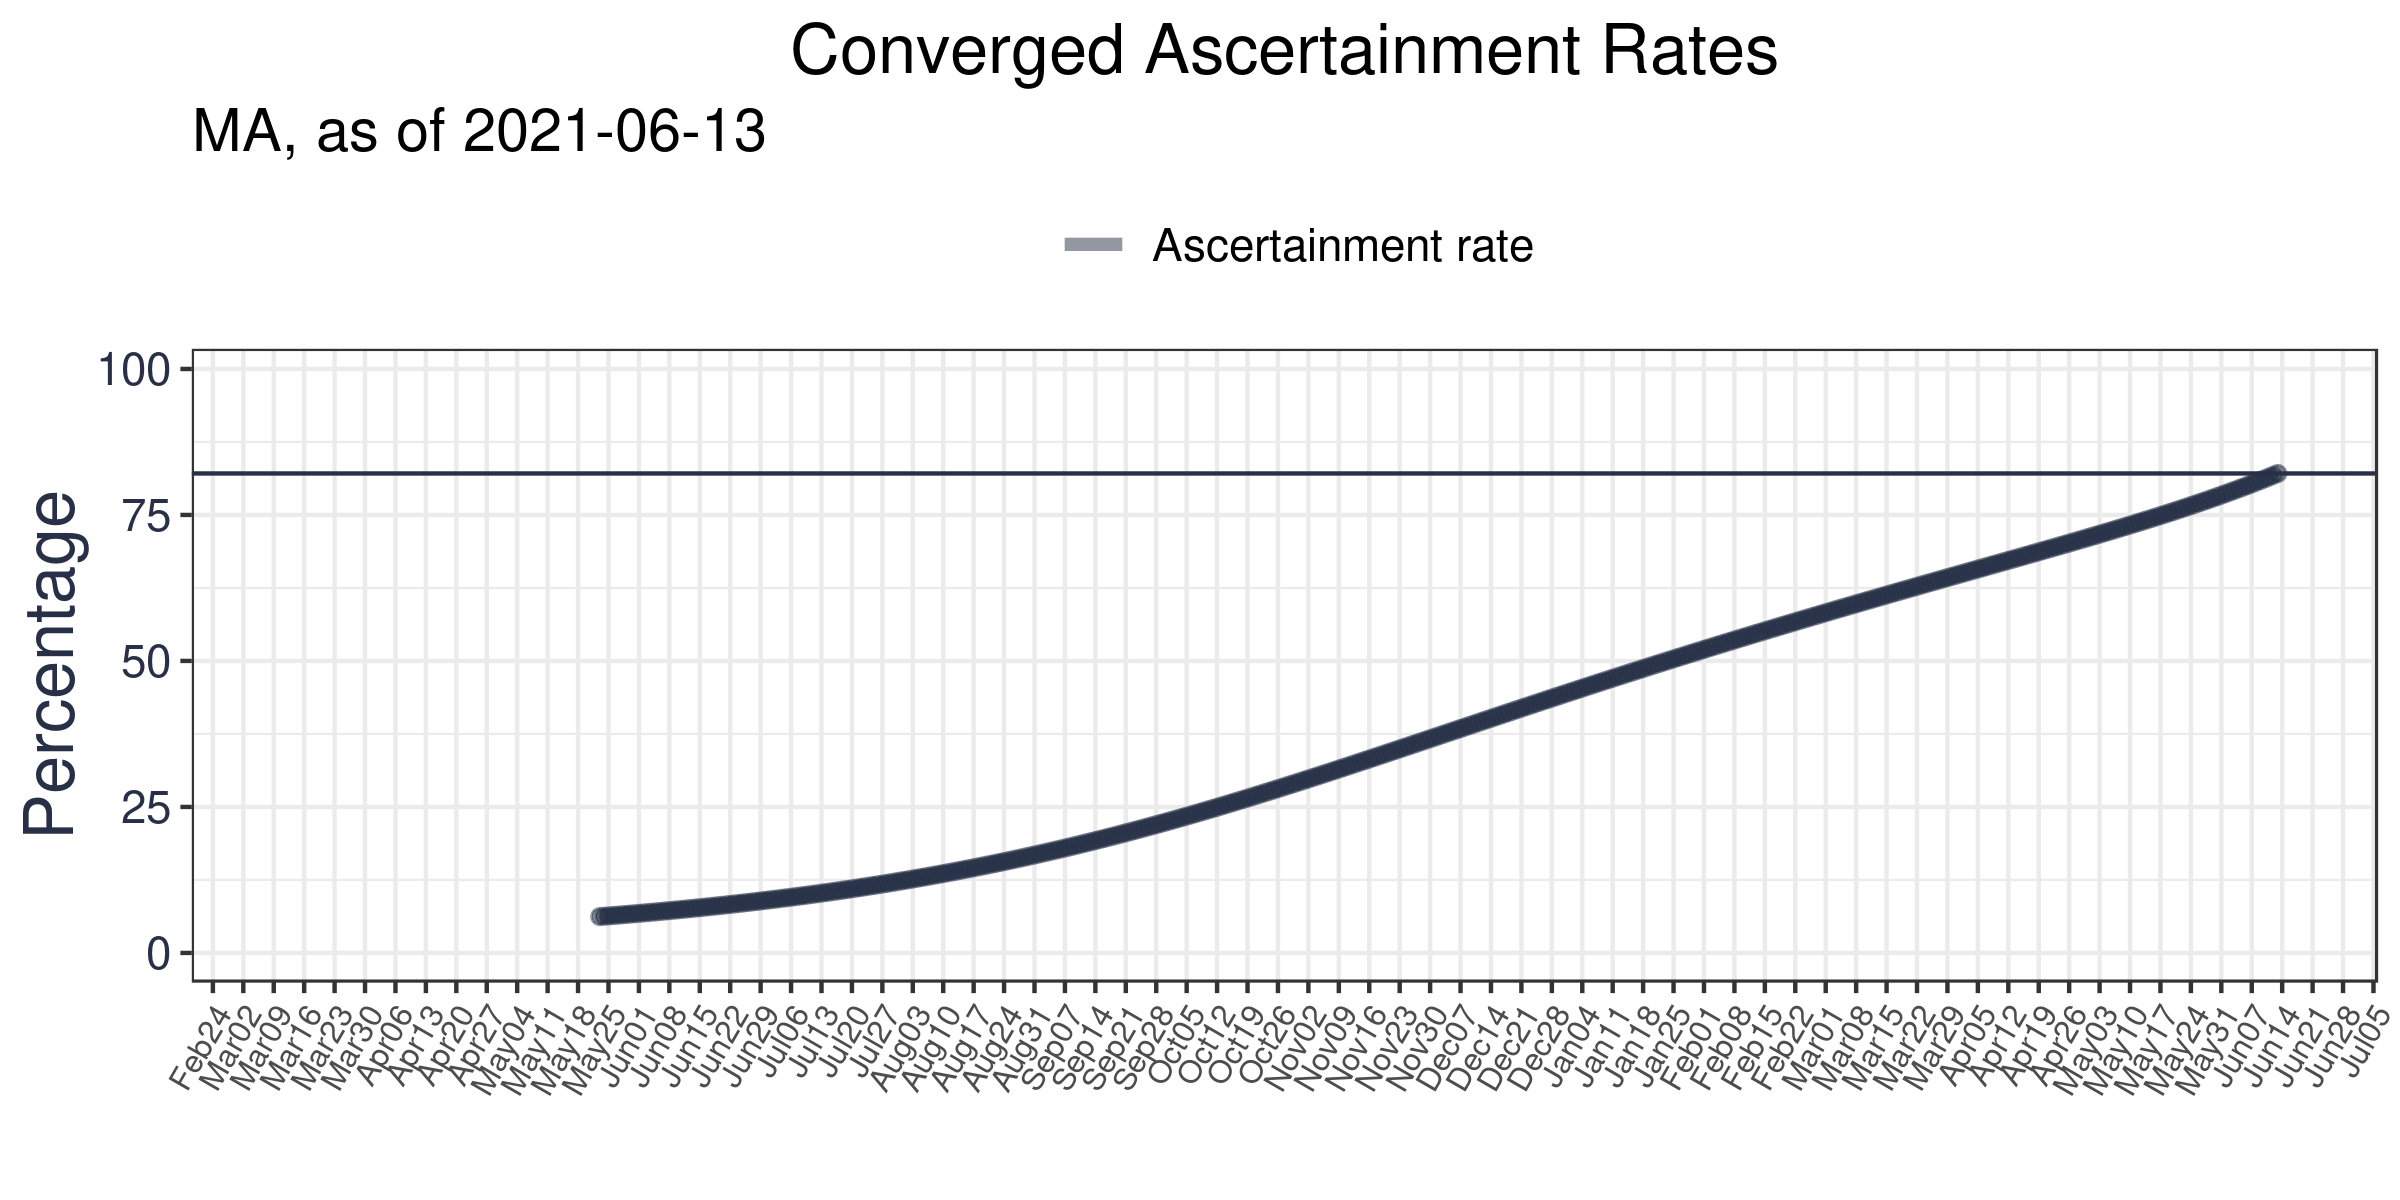 Converged Ascertainment Rates
MA, as of 2021-06-13
Ascertainment rate
Percentage
100
75
50
25
0
Feb24
Mar02
Mar09
Mar16
Mar23
Mar30
Apr06
Apr13
Apr20
Apr27
May04
May11
May18
May25
Jun01
Jun08
Jun15
Jun22
Jun29
Jul06
Jul13
Jul20
Jul27
Aug03
Aug10
Aug17
Aug24
Aug31
Sep07
Sep14
Sep21
Sep28
Oct05
Oct12
Oct19
Oct26
Nov02
Nov09
Nov16
Nov23
Nov30
Dec07
Dec14
Dec21
Dec28
Jan04
Jan11
Jan18
Jan25
Feb01
Feb08
Feb15
Feb22
Mar01
Mar08
Mar15
Mar22
Mar29
Apr05
Apr12
Apr19
Apr26
May03
May10
May17
May24
May31
Jun07
Jun14
Jun21
Jun28
Jul05